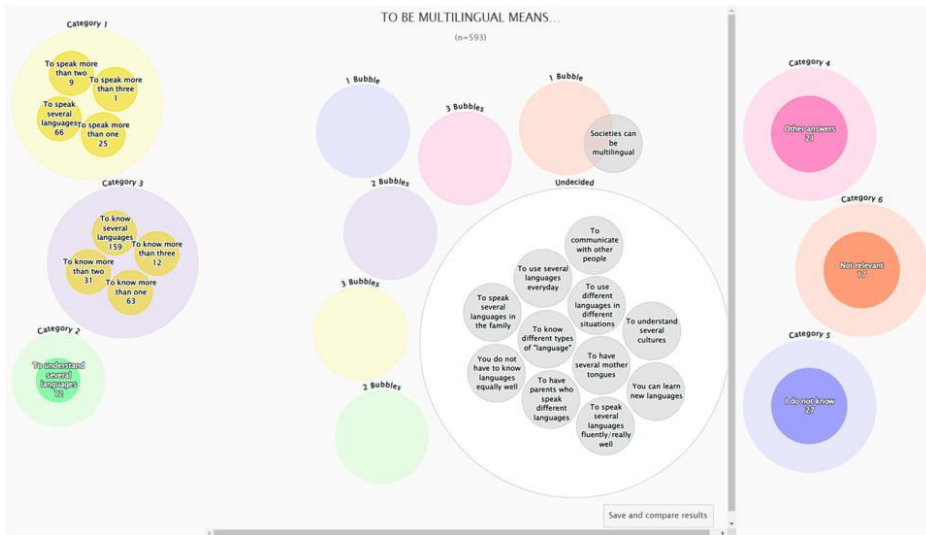 TO BE MULTILINGUAL MEANS...
(n=593)
Category 1
To speak more
than two
9
To speak more
than three
1
To speak
several
languages
66
To speak more
than one
25
Category 3
To know
several
languages
159
To know more
than three
12
To know more
than two
31
To know more
than one
63
Category 2
To understand
several
languages
12
1 Bubble
3 Bubbles
1 Bubble
Societies can
be
multilingual
2 Bubbles
3 Bubbles
2 Bubbles
Undecided
To
communicate
with other
people
To use several
languages
everyday
To use
different
languages in
different
situations
To speak
several
languages in
the family
To know
different types
of "language"
To understand
several
cultures
You do not
have to know
languages
equally well
To have
several mother
tongues
To have
parents who
speak
different
languages
You can learn
new languages
To speak
several
languages
fluently/really
well
Save and compare results
Category 4
Other answers
21
Category 6
Not relevant
17
Category 5
I do not know
27